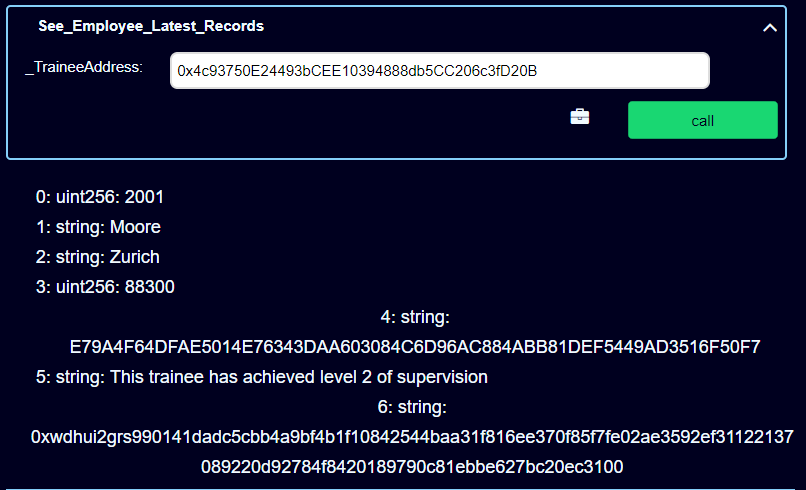 See_Employee_Latest_Records
_TraineeAddress:
0x4c93750E24493bCEE10394888db5CC206c3fD20B
call
0: uint256: 2001
1: string: Moore
2: string: Zurich
3: uint256: 88300
4: string:
E79A4F64DFAE5014E76343DAA603084C6D96AC884ABB81DEF5449AD3516F50F7
5: string: This trainee has achieved level 2 of supervision
6: string:
0xwdhui2grs990141dadc5cbb4a9bf4b1f10842544baa31f816ee370f85f7fe02ae3592ef31122137
089220d92784f8420189790c81ebbe627bc20ec3100